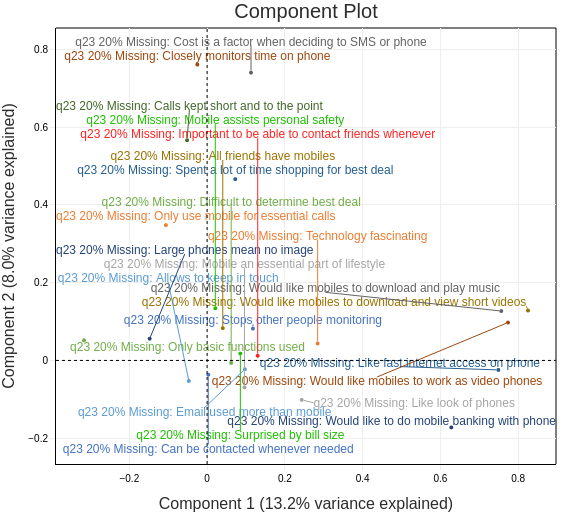 Component Plot
q23 20% Missing: Cost is a factor when deciding to SMS or phone
q23 20% Missing: Closely monitors time on phone
q23 20% Missing: Calls kept short and to the point
q23 20% Missing: Mobile assists personal safety
q23 20% Missing: Important to be able to contact friends whenever
q23 20% Missing: All friends have mobiles
q23 20% Missing: Spent a lot of time shopping for best deal
q23 20% Missing: Difficult to determine best deal
q23 20% Missing: Only use mobile for essential calls
q23 20% Missing: Technology fascinating
q23 20% Missing: Large phones mean no image
q23 20% Missing: Mobile an essential part of lifestyle
q23 20% Missing: Allows to keep in touch
q23 20% Missing: Would like mobiles to download and play music
q23 20% Missing: Would like mobiles to create and view short videos
q23 20% Missing: Stops other people monitoring
q23 20% Missing: Only basic functions used
q23 20% Missing: Like fast internet access on phone
q23 20% Missing: Would like mobiles to work as video phones
q23 20% Missing: Like look of phones
q23 20% Missing: Email used more than mobile
q23 20% Missing: Would like to do mobile banking with phone
q23 20% Missing: Surprised by bill size
q23 20% Missing: Can be contacted whenever needed
0.8
0.6
0.4
0.2
0
−0.2
−0.2
0
0.2
0.4
0.6
0.8
Component 1 (13.2% variance explained)
Component 2 (8.0% variance explained)